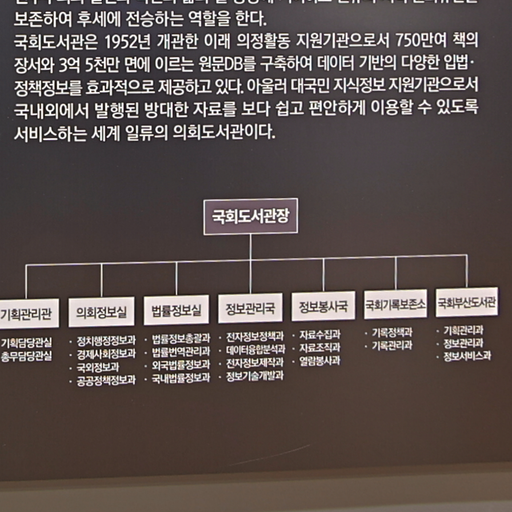 보존하여 후세에 전승하는 역할을 한다.
국회도서관은 1952년 개관한 이래 의정활동 지원기관으로서 750만여 책의
장서와 3억 5천만 면에 이르는 원문DB를 구축하여 데이터 기반의 다양한 입법·
정책정보를 효과적으로 제공하고 있다. 아울러 대국민 지식정보 지원기관으로서
국내외에서 발행된 방대한 자료를 보다 쉽고 편안하게 이용할 수 있도록
서비스하는 세계 일류의 의회도서관이다.
국회도서관장
기획관리관
기획담당관실
총무담당관실
의회정보실
· 정치행정정보과
· 경제사회정보과
· 국외정보과
· 공공정책정보과
법률정보실
· 법률정보총괄과
· 법률번역관리과
· 외국법률정보과
· 국내법률정보과
정보관리국
· 전자정보정책과
· 데이터융합분석과
· 전자정보제작과
· 정보기술개발과
정보봉사국
· 자료수집과
· 자료조직과
· 열람봉사과
국회기록보존소
· 기록정책과
· 기록관리과
국회부산도서관
· 기획관리과
· 정보관리과
· 정보서비스과